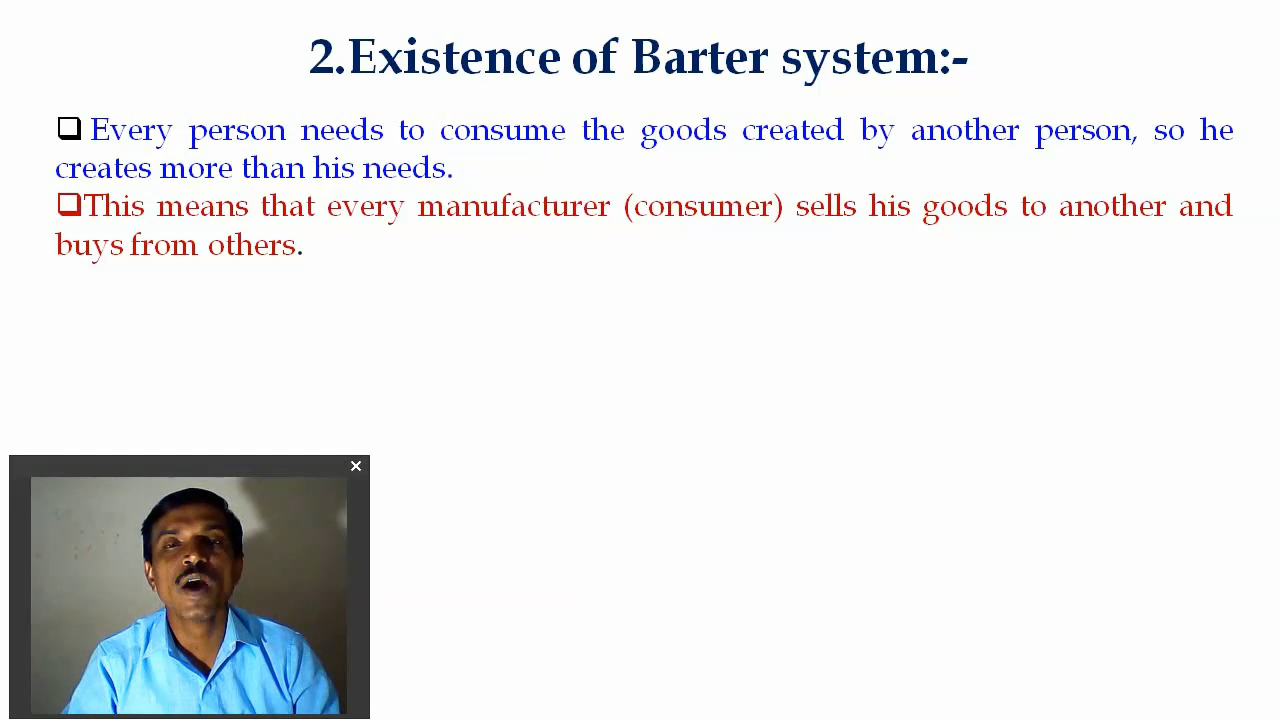 2.Existence of Barter system:-
❑ Every person needs to consume the goods created by another person, so he
creates more than his needs.
❑This means that every manufacturer (consumer) sells his goods to another and
buys from others.